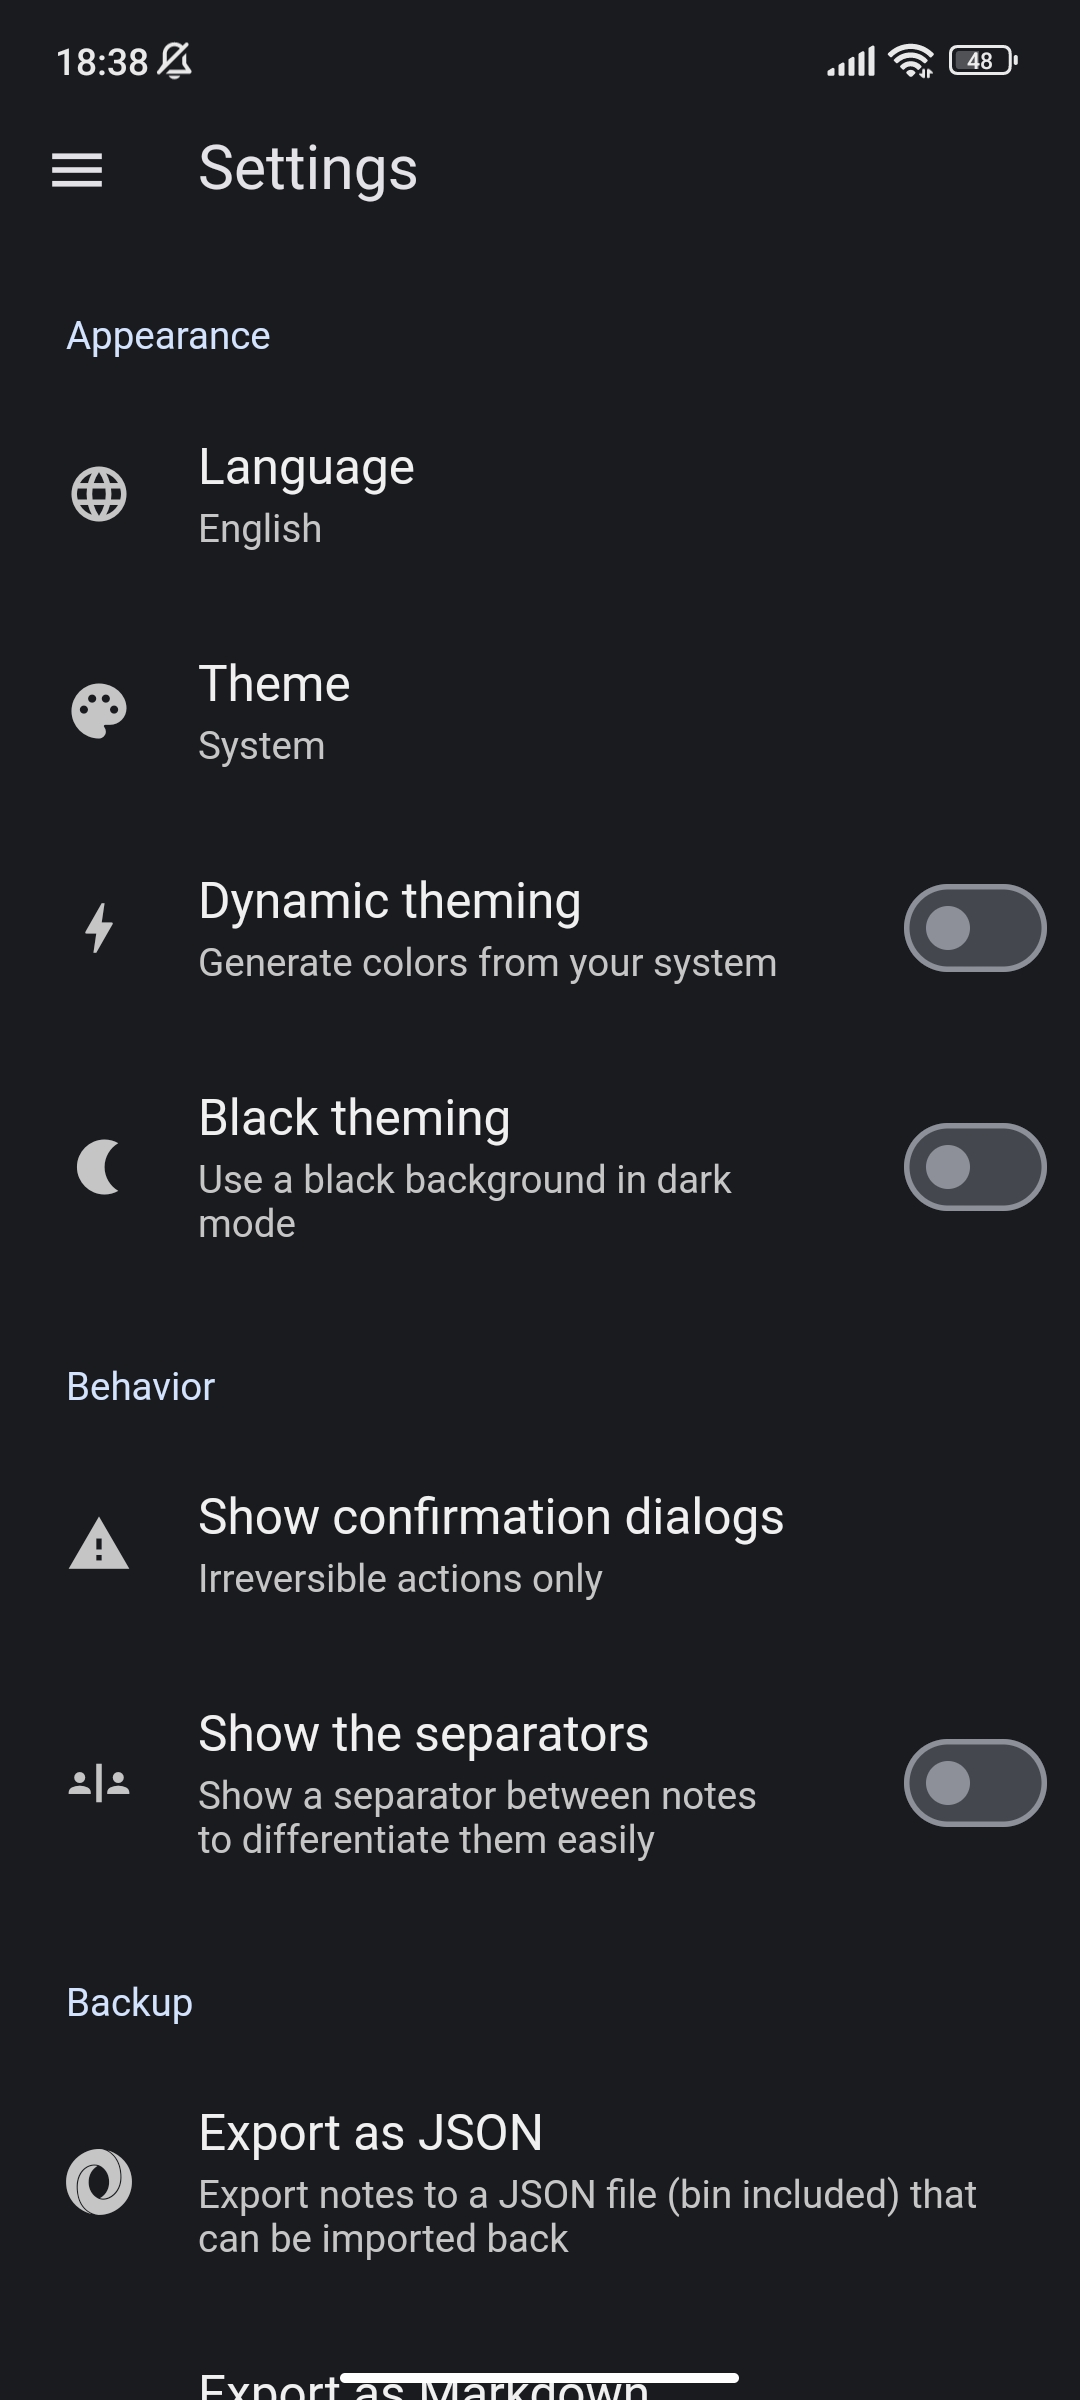 18:38
48
Settings
Appearance
Language
English
Theme
System
Dynamic theming
Generate colors from your system
Black theming
Use a black background in dark
mode
Behavior
Show confirmation dialogs
Irreversible actions only
Show the separators
Show a separator between notes
to differentiate them easily
Backup
Export as JSON
Export notes to a JSON file (bin included) that
can be imported back
Export as Markdown